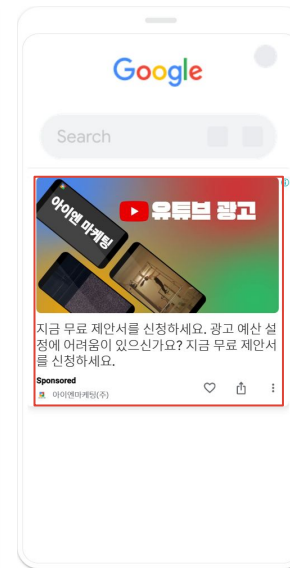 Google
Search
아이엔 마케팅
유튜브 광고
지금 무료 제안서를 신청하세요. 광고 예산 설
정에 어려움이 있으신가요? 지금 무료 제안서
를 신청하세요.
Sponsored
아이엔마케팅(주)